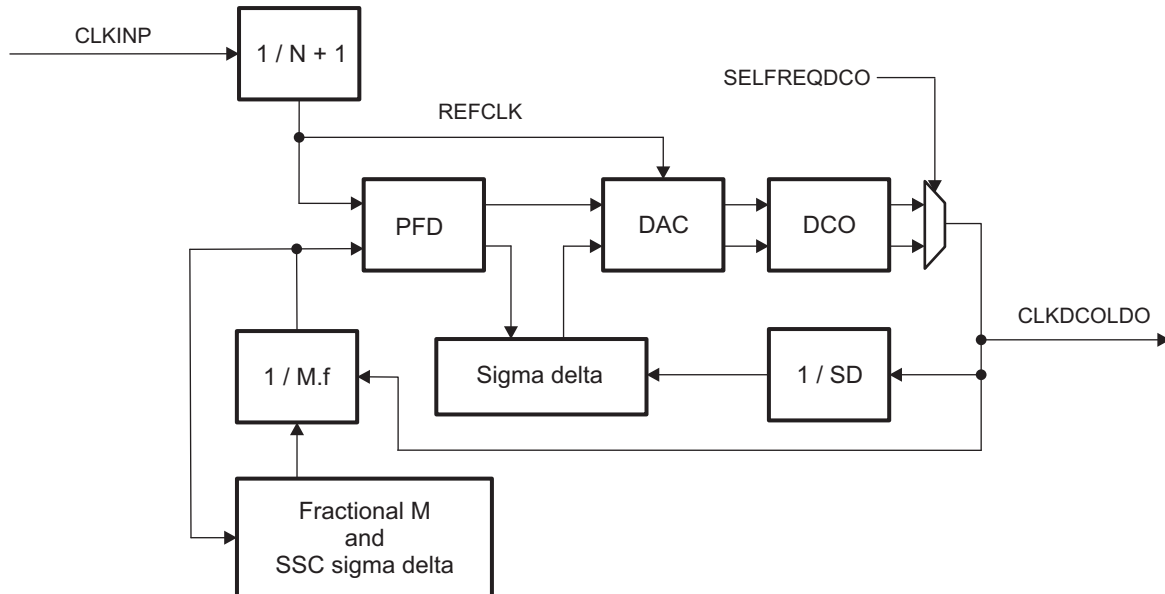 CLKINP
1 / N + 1
SELFREQDCO
REFCLK
PFD
DAC
DCO
CLKDCOLDO
1 / M.f
Sigma delta
1 / SD
Fractional M
and
SSC sigma delta